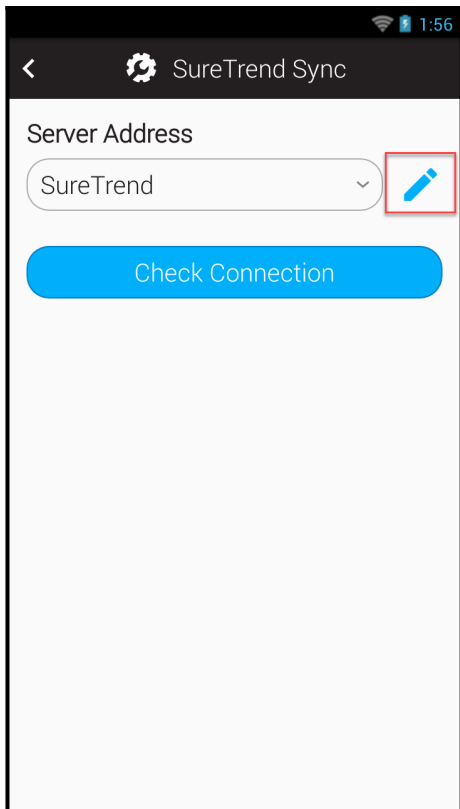 1:56
SureTrend Sync
Server Address
SureTrend
Check Connection